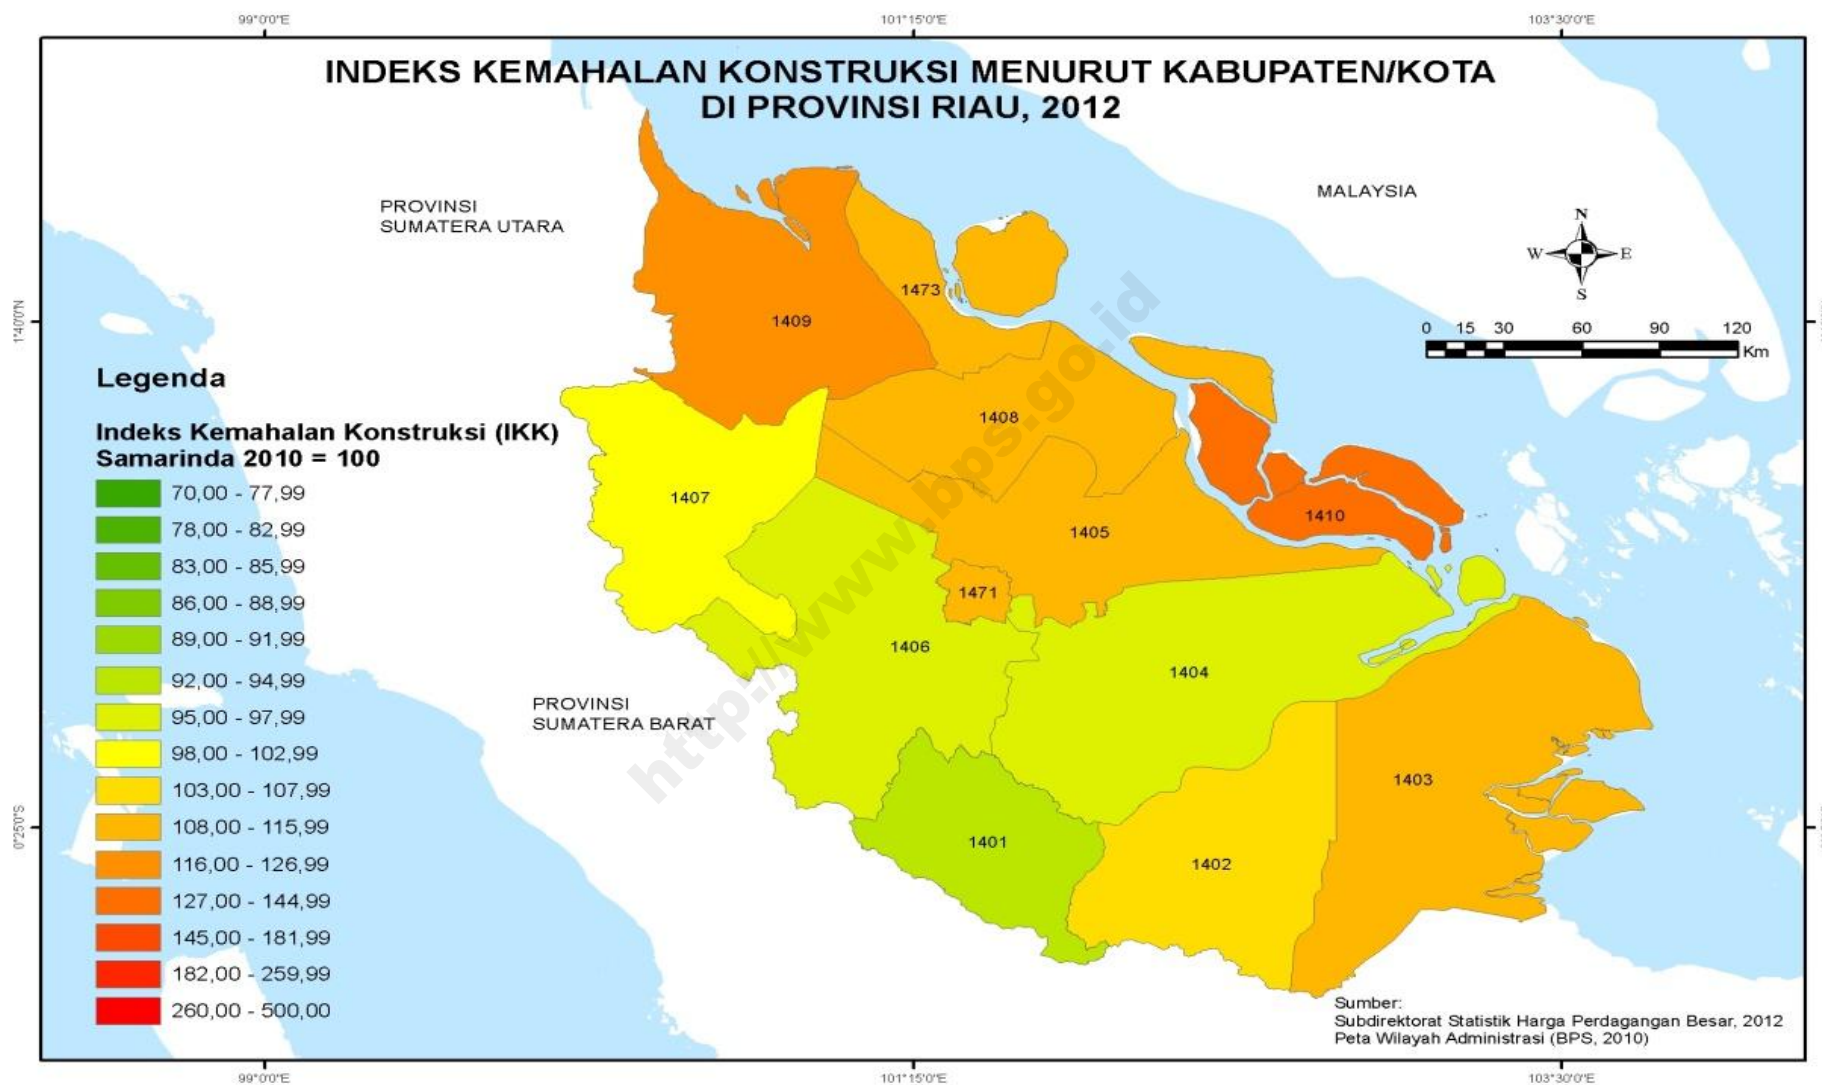 99°0'0"E
101°15'0"E
103°30'0"E
INDEKS KEMAHALAN KONSTRUKSI MENURUT KABUPATEN/KOTA
DI PROVINSI RIAU, 2012
PROVINSI
SUMATERA UTARA
MALAYSIA
N
W
E
S
1473
1409
1°40'0"N
0 15 30 60 90 120
Km
Legenda
Indeks Kemahalan Konstruksi (IKK)
Samarinda 2010 = 100
70,00 - 77,99
78,00 - 82,99
83,00 - 85,99
86,00 - 88,99
89,00 - 91,99
92,00 - 94,99
95,00 - 97,99
98,00 - 102,99
103,00 - 107,99
108,00 - 115,99
116,00 - 126,99
127,00 - 144,99
145,00 - 181,99
182,00 - 259,99
260,00 - 500,00
1408
1407
1410
1405
1471
1406
1404
PROVINSI
SUMATERA BARAT
1403
1401
1402
0°25'0"S
http://www.bps.go.id
Sumber:
Subdirektorat Statistik Harga Perdagangan Besar, 2012
Peta Wilayah Administrasi (BPS, 2010)
99°0'0"E
101°15'0"E
103°30'0"E